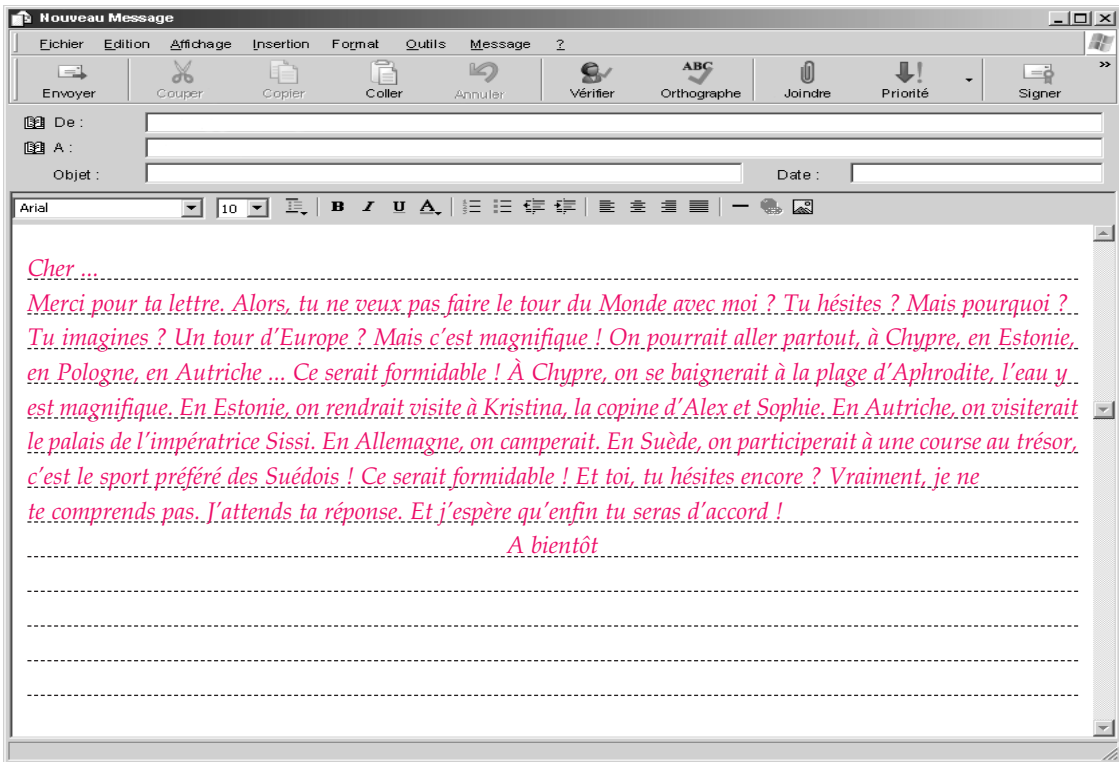 Nouveau Message
Fichier Edition Affichage Insertion Format Outils Message ?
ABC
»
Envoyer Couper Copier Coller Annuler Vérifier Orthographe Joindre Priorité Signer
De :
A :
Objet : Date :
Arial 10 B I U A
Cher ...
Merci pour ta lettre. Alors, tu ne veux pas faire le tour du Monde avec moi ? Tu hésites ? Mais pourquoi ?
Tu imagines ? Un tour d'Europe ? Mais c'est magnifique ! On pourrait aller partout, à Chypre, en Estonie,
en Pologne, en Autriche ... Ce serait formidable ! À Chypre, on se baignerait à la plage d'Aphrodite, l'eau y
est magnifique. En Estonie, on rendrait visite à Kristina, la copine d'Alex et Sophie. En Autriche, on visiterait
le palais de l'impératrice Sissi. En Allemagne, on camperait. En Suède, on participerait à une course au trésor,
c'est le sport préféré des Suédois ! Ce serait formidable ! Et toi, tu hésites encore ? Vraiment, je ne
te comprends pas. J'attends ta réponse. Et j'espère qu'enfin tu seras d'accord !
A bientôt